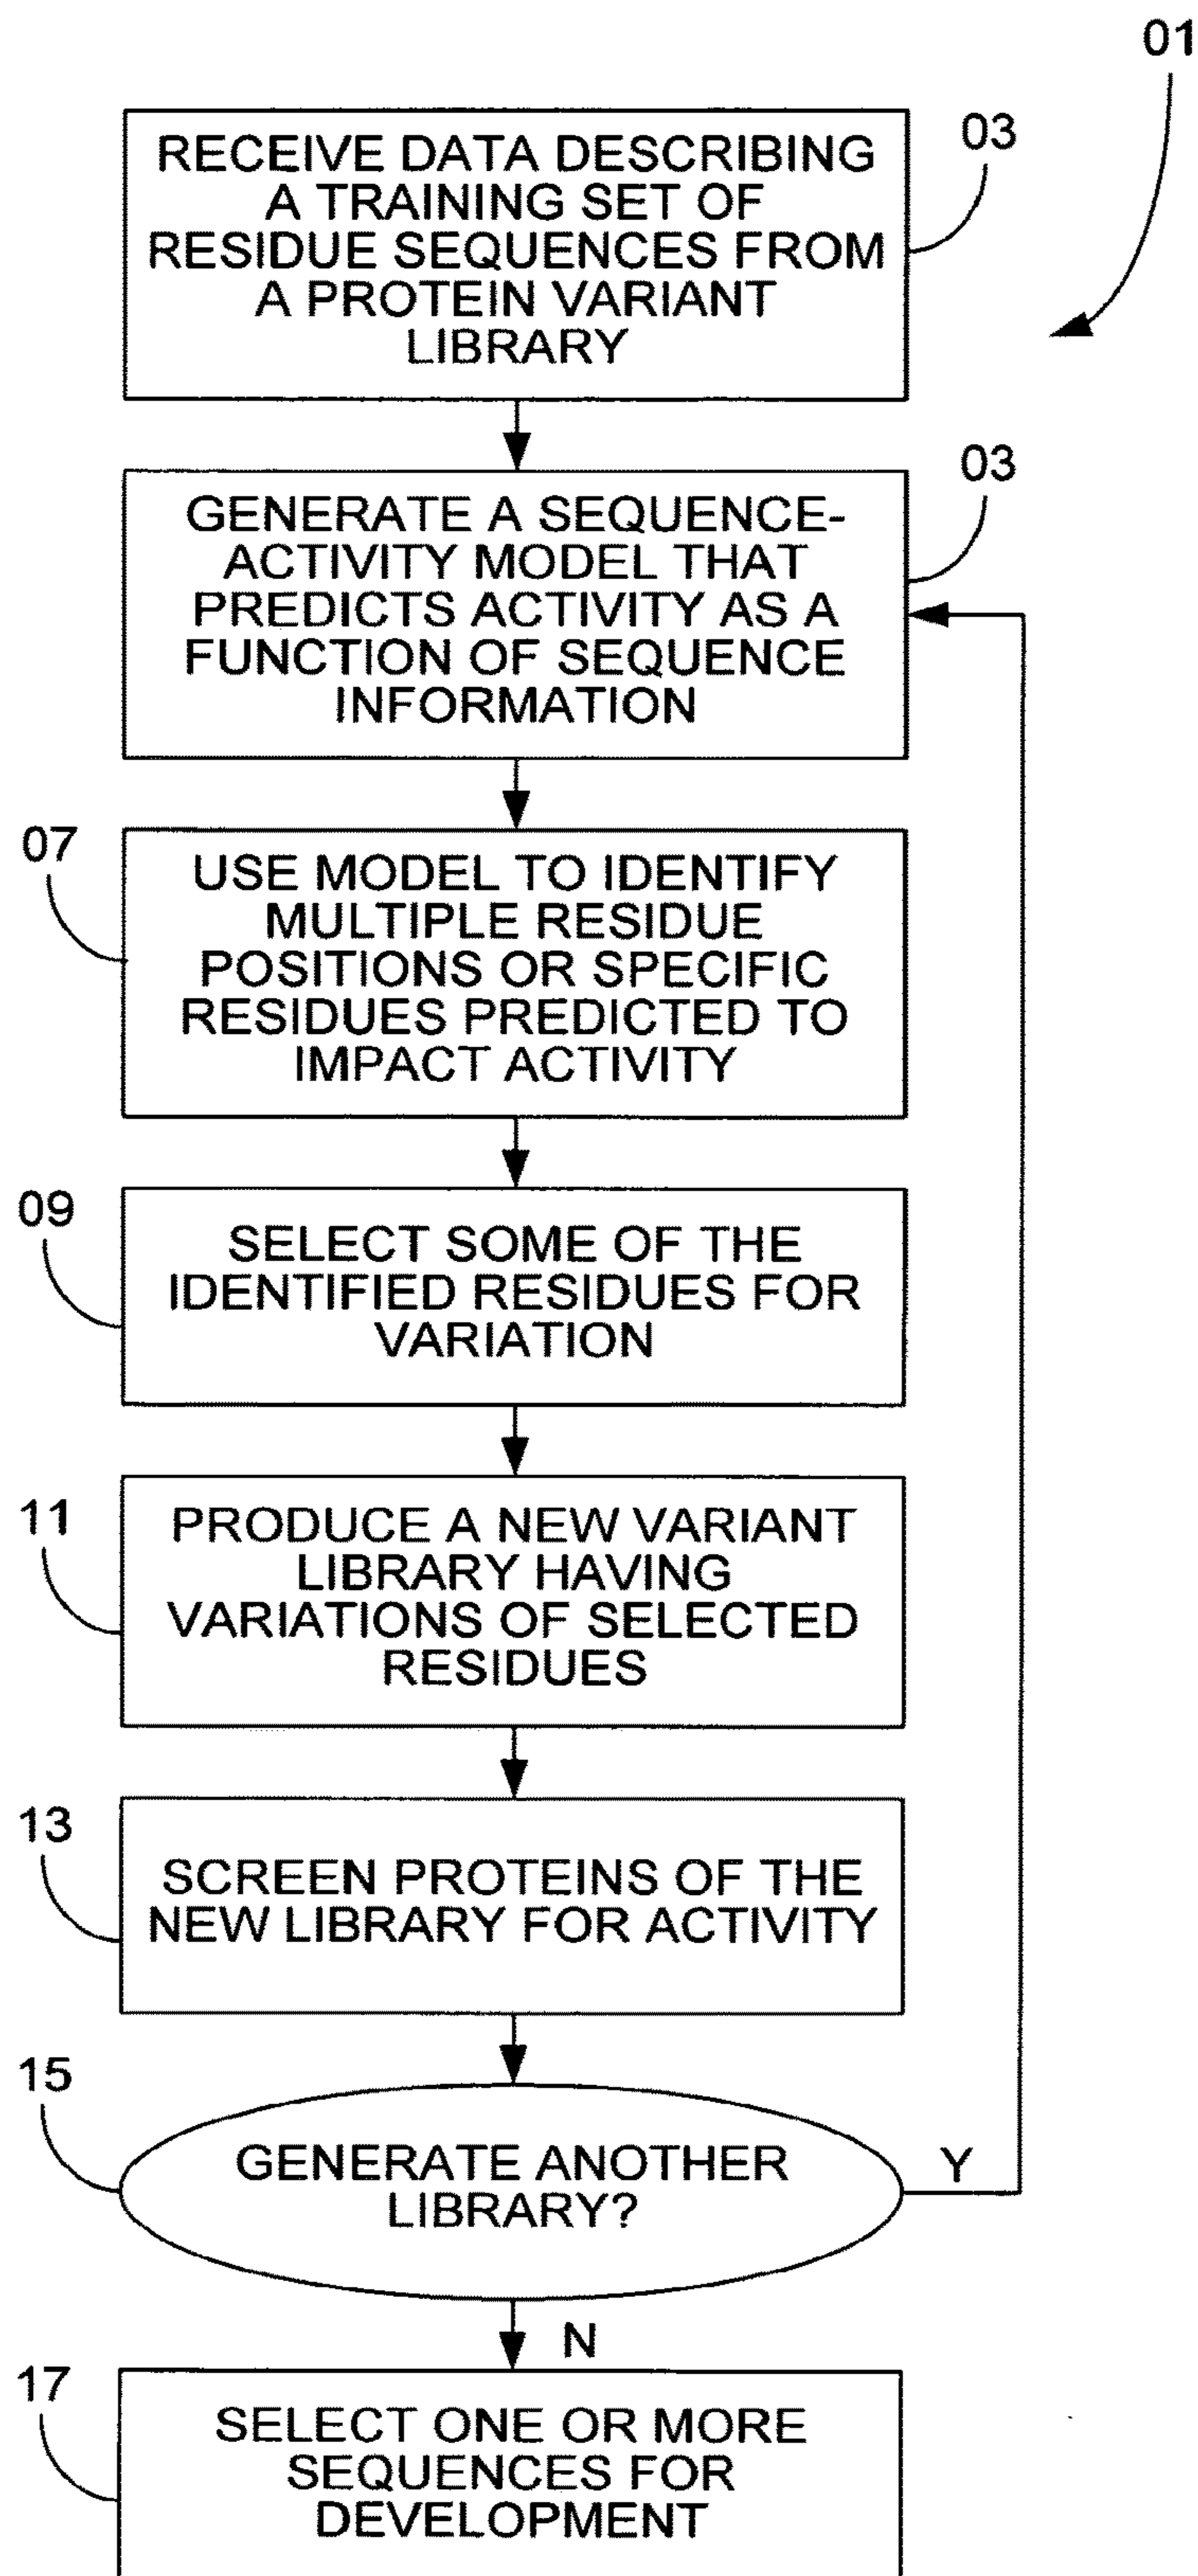 01
RECEIVE DATA DESCRIBING
A TRAINING SET OF
RESIDUE SEQUENCES FROM
A PROTEIN VARIANT
LIBRARY
03
GENERATE A SEQUENCE-
ACTIVITY MODEL THAT
PREDICTS ACTIVITY AS A
FUNCTION OF SEQUENCE
INFORMATION
03
07
USE MODEL TO IDENTIFY
MULTIPLE RESIDUE
POSITIONS OR SPECIFIC
RESIDUES PREDICTED TO
IMPACT ACTIVITY
09
SELECT SOME OF THE
IDENTIFIED RESIDUES FOR
VARIATION
11
PRODUCE A NEW VARIANT
LIBRARY HAVING
VARIATIONS OF SELECTED
RESIDUES
13
SCREEN PROTEINS OF THE
NEW LIBRARY FOR ACTIVITY
15
GENERATE ANOTHER
LIBRARY?
Y
N
17
SELECT ONE OR MORE
SEQUENCES FOR
DEVELOPMENT